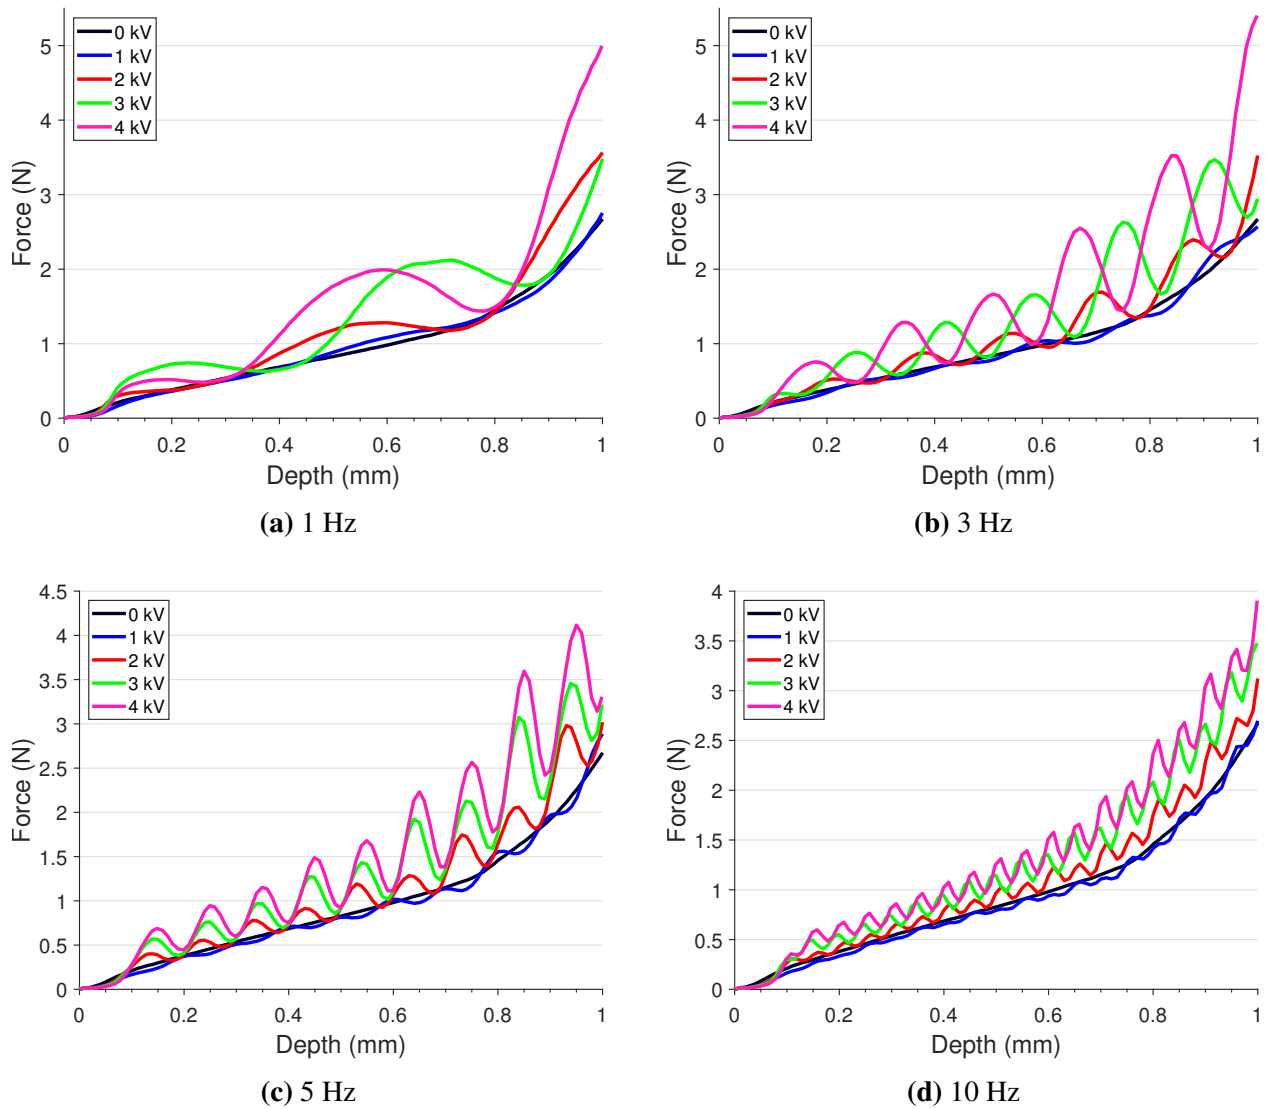 0 kV
1 kV
2 kV
3 kV
4 kV
Force (N)
5
4
3
2
1
0
0 0.2 0.4 0.6 0.8 1
Depth (mm)
(a) 1 Hz
0 kV
1 kV
2 kV
3 kV
4 kV
Force (N)
5
4
3
2
1
0
0 0.2 0.4 0.6 0.8 1
Depth (mm)
(b) 3 Hz
0 kV
1 kV
2 kV
3 kV
4 kV
Force (N)
4.5
4
3.5
3
2.5
2
1.5
1
0.5
0
0 0.2 0.4 0.6 0.8 1
Depth (mm)
(c) 5 Hz
0 kV
1 kV
2 kV
3 kV
4 kV
Force (N)
4
3.5
3
2.5
2
1.5
1
0.5
0
0 0.2 0.4 0.6 0.8 1
Depth (mm)
(d) 10 Hz